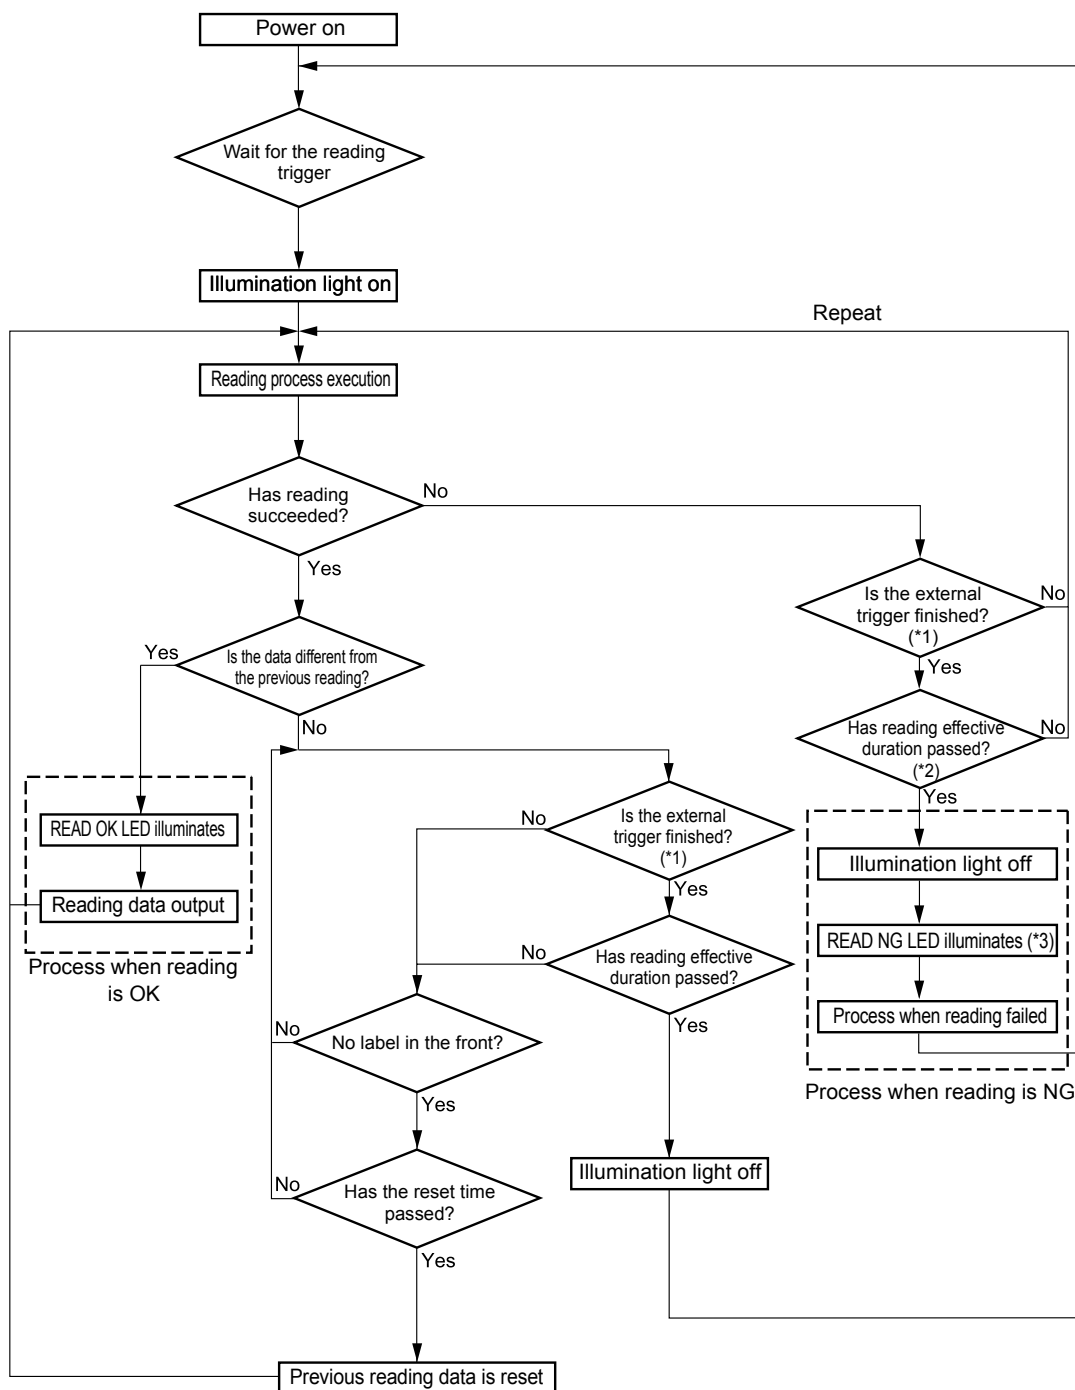 Power on
Wait for the reading
trigger
Illumination light on
Repeat
Reading process execution
Has reading
succeeded?
No
Yes
Is the external
trigger finished?
(*1)
No
Yes
Yes
Is the data different from
the previous reading?
No
Has reading effective
duration passed?
(*2)
No
Yes
READ OK LED illuminates
Reading data output
Process when reading
is OK
No
Is the external
trigger finished?
(*1)
Yes
Illumination light off
READ NG LED illuminates (*3)
Process when reading failed
Process when reading is NG
No
Has reading effective
duration passed?
Yes
No
No label in the front?
Yes
Illumination light off
No
Has the reset time
passed?
Yes
Previous reading data is reset